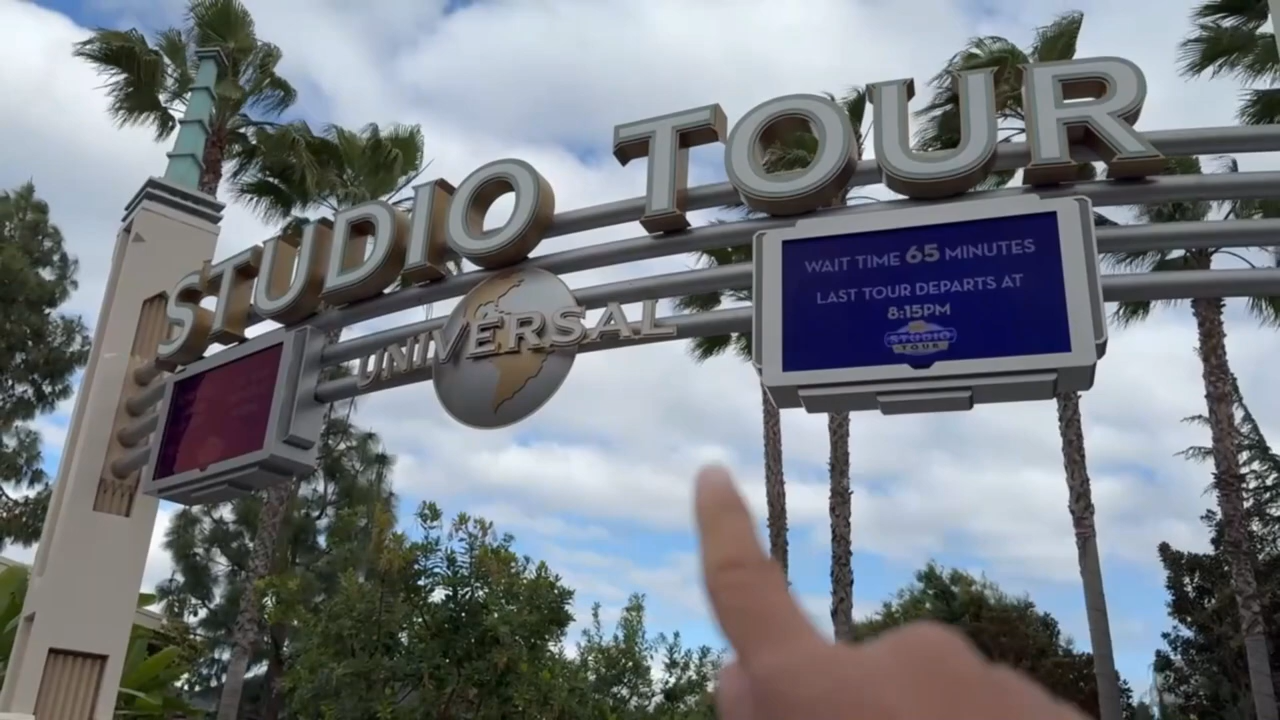 STUDIO TOUR
UNIVERSAL
WAIT TIME 65 MINUTES
LAST TOUR DEPARTS AT
8:15PM
STUDIO
TOUR